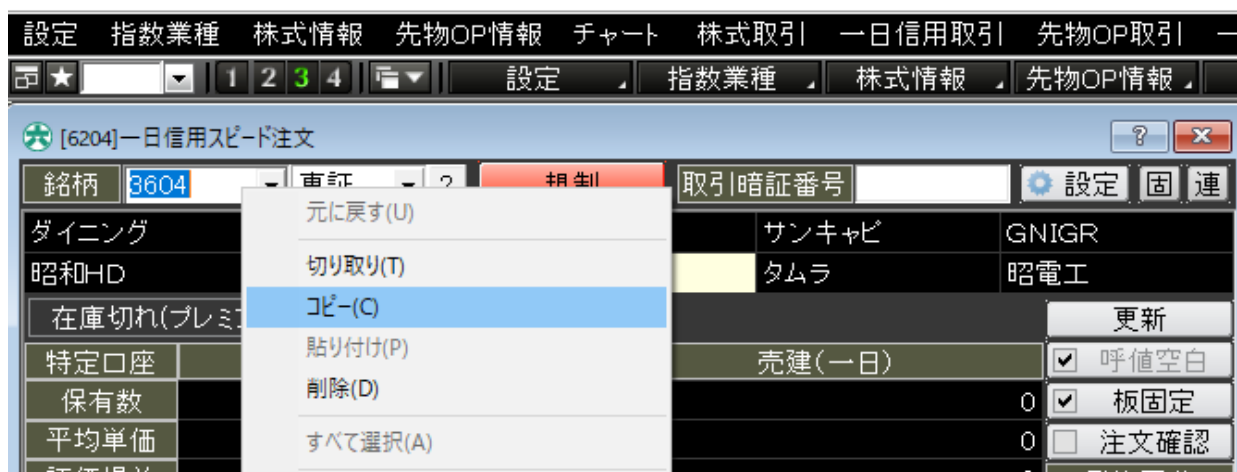 設定 指数業種 株式情報 先物OP情報 チャート 株式取引 一日信用取引 先物OP取引
1 2 3 4 設定 指数業種 株式情報 先物OP情報
[6204]一日信用スピード注文 ?
銘柄 3604 東証 ? 規制 取引暗証番号 設定 固 連
元に戻す(U)
ダイニング サンキャピ GNIGR
切り取り(T)
昭和HD タムラ 昭電工
コピー(C)
在庫切れ(プレミ 更新
貼り付け(P)
特定口座 売建(一日) 呼値空白
削除(D)
保有数 0 板固定
平均単価 0 注文確認
すべて選択(A)